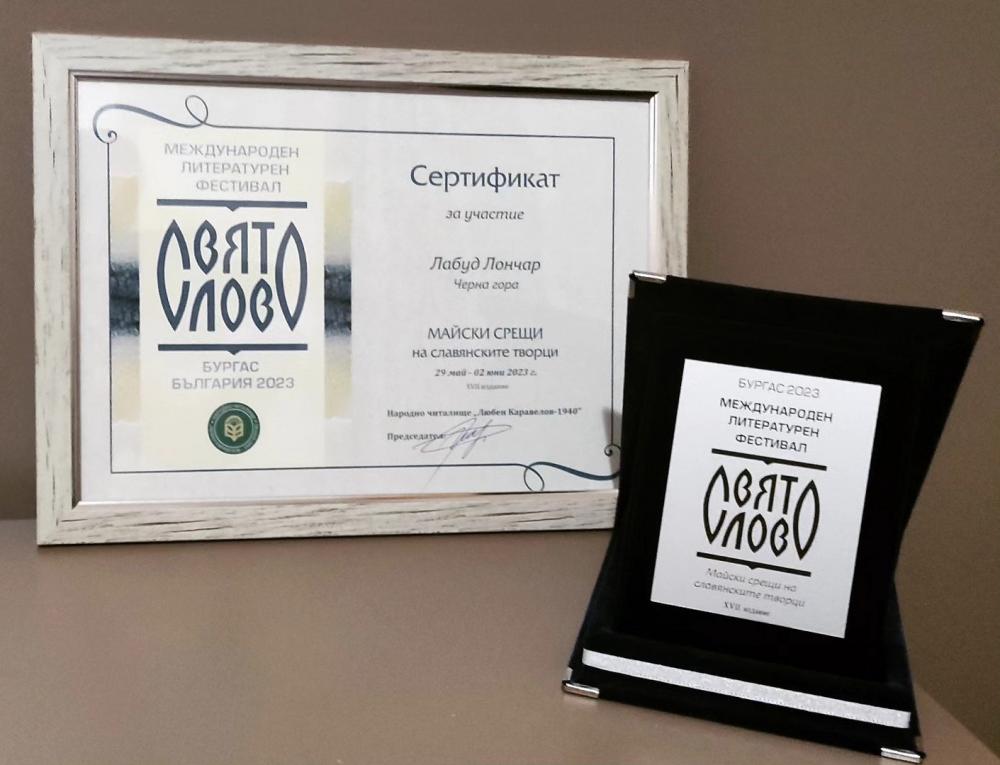 МЕЖДУНАРОДЕН
ЛИТЕРАТУРЕН
ФЕСТИВАЛ
СВЯТО
СЛОВО
БУРГАС
БЪЛГАРИЯ 2023
Сертификат
за участие
Лабуд Лончар
Черна гора
МАЙСКИ СРЕЩИ
на славянските творци
29 май - 02 юни 2023 г.
XVII издание
Народно читалище „Любен Каравелов-1940"
Председател:
БУРГАС 2023
МЕЖДУНАРОДЕН
ЛИТЕРАТУРЕН
ФЕСТИВАЛ
СВЯТО
СЛОВО
Майски срещи на
славянските творци
XVII издание